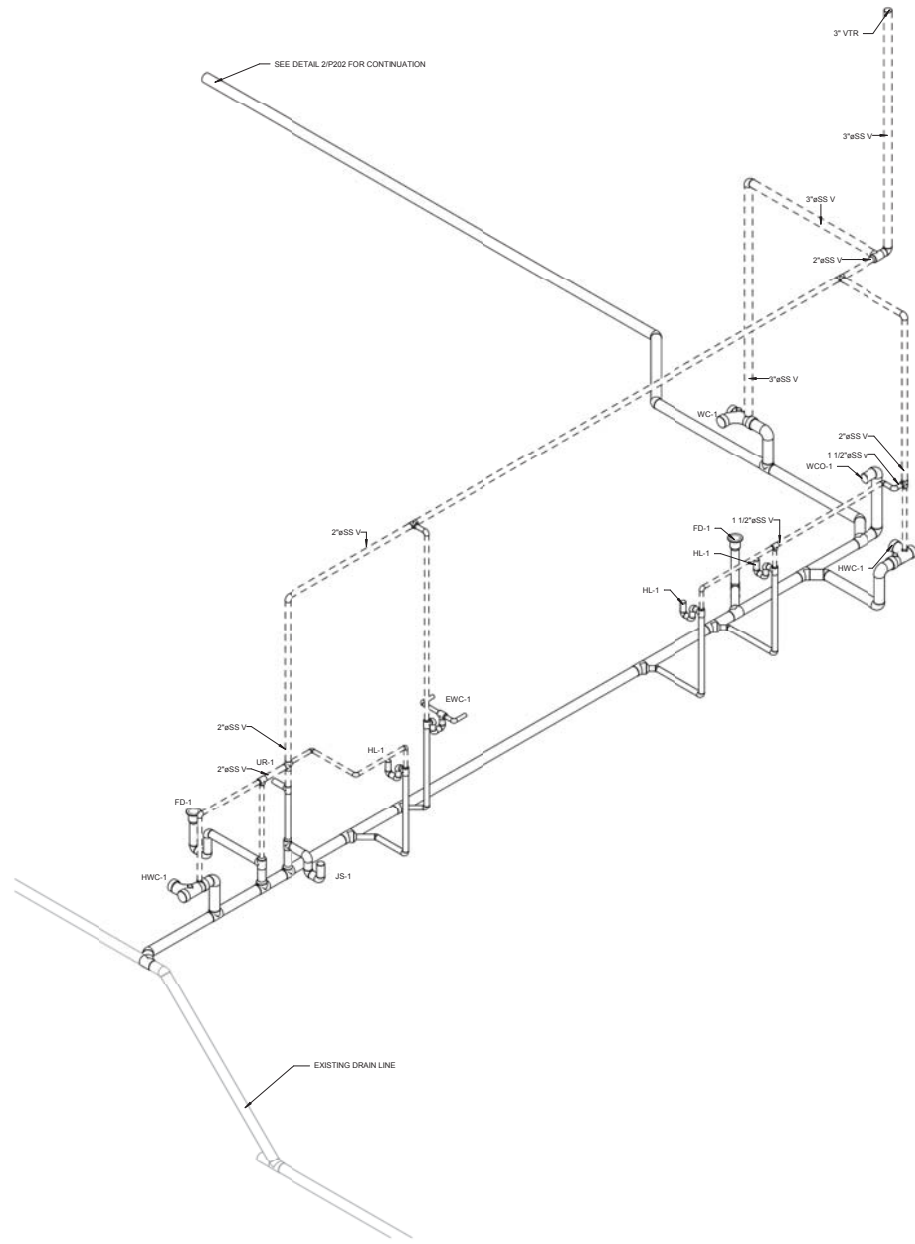 3" VTR
SEE DETAIL 2/P202 FOR CONTINUATION
3"øSS V
3"øSS V
2"øSS V
3"øSS V
WC-1
2"øSS V
1 1/2"øSS v
WCO-1
FD-1
1 1/2"øSS V
2"øSS V
HL-1
HWC-1
HL-1
EWC-1
2"øSS V
HL-1
UR-1
2"øSS V
FD-1
HWC-1
JS-1
EXISTING DRAIN LINE